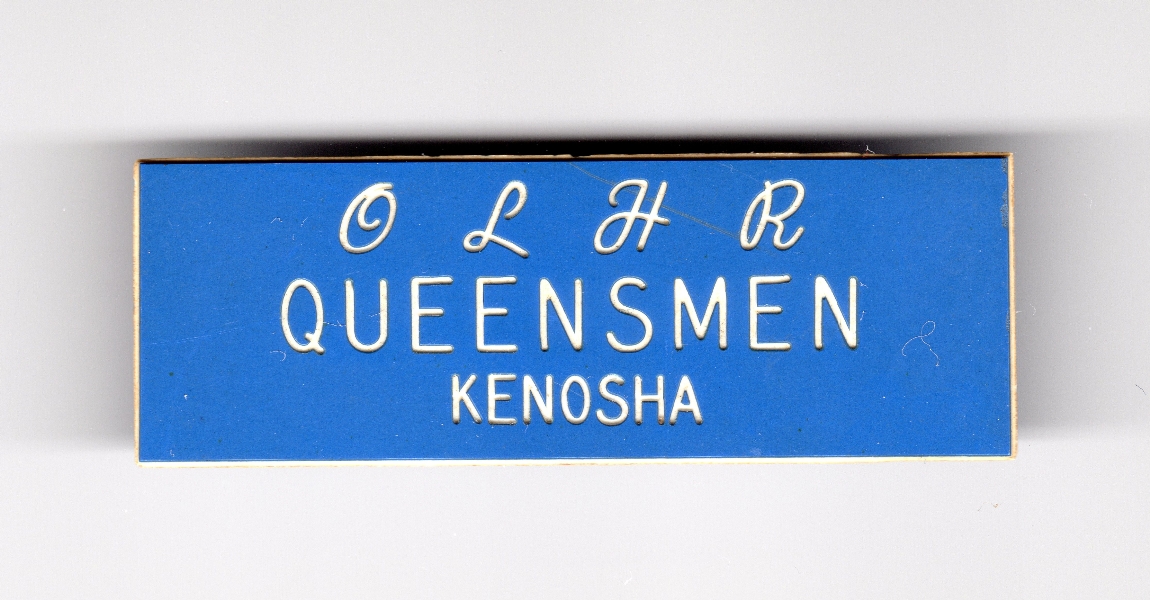 O L H R
QUEENSMEN
KENOSHA